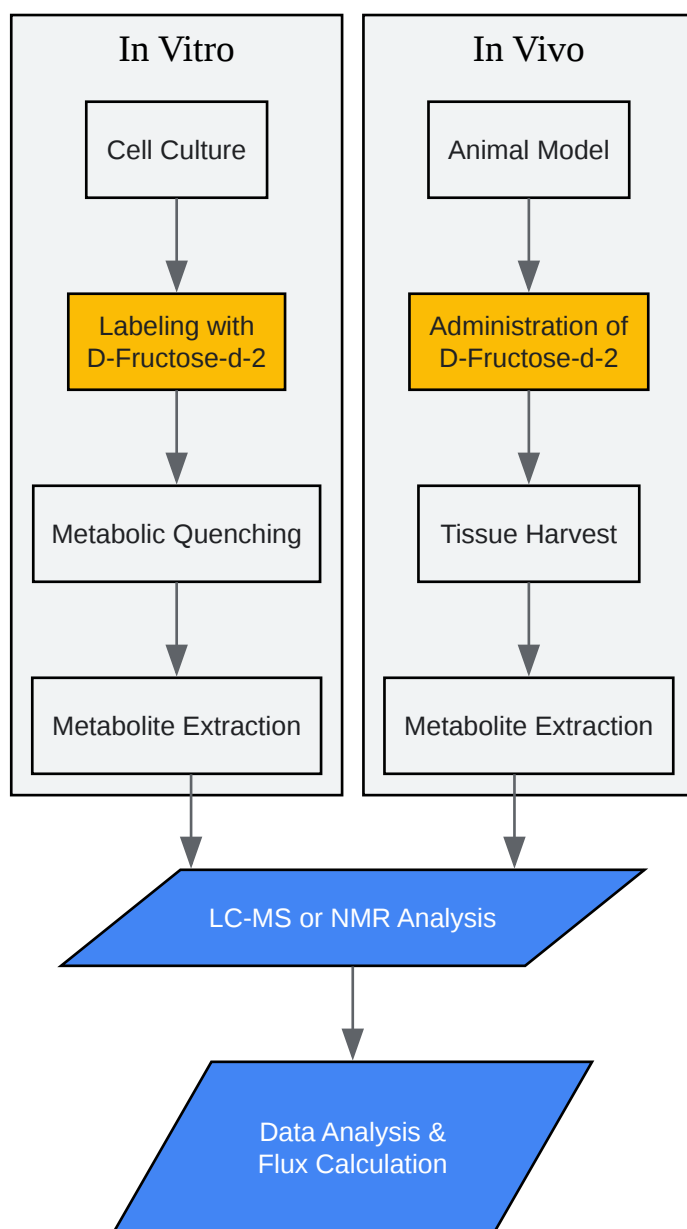 In Vitro
Cell Culture
Labeling with
D-Fructose-d-2
Metabolic Quenching
Metabolite Extraction
In Vivo
Animal Model
Administration of
D-Fructose-d-2
Tissue Harvest
Metabolite Extraction
LC-MS or NMR Analysis
Data Analysis &
Flux Calculation